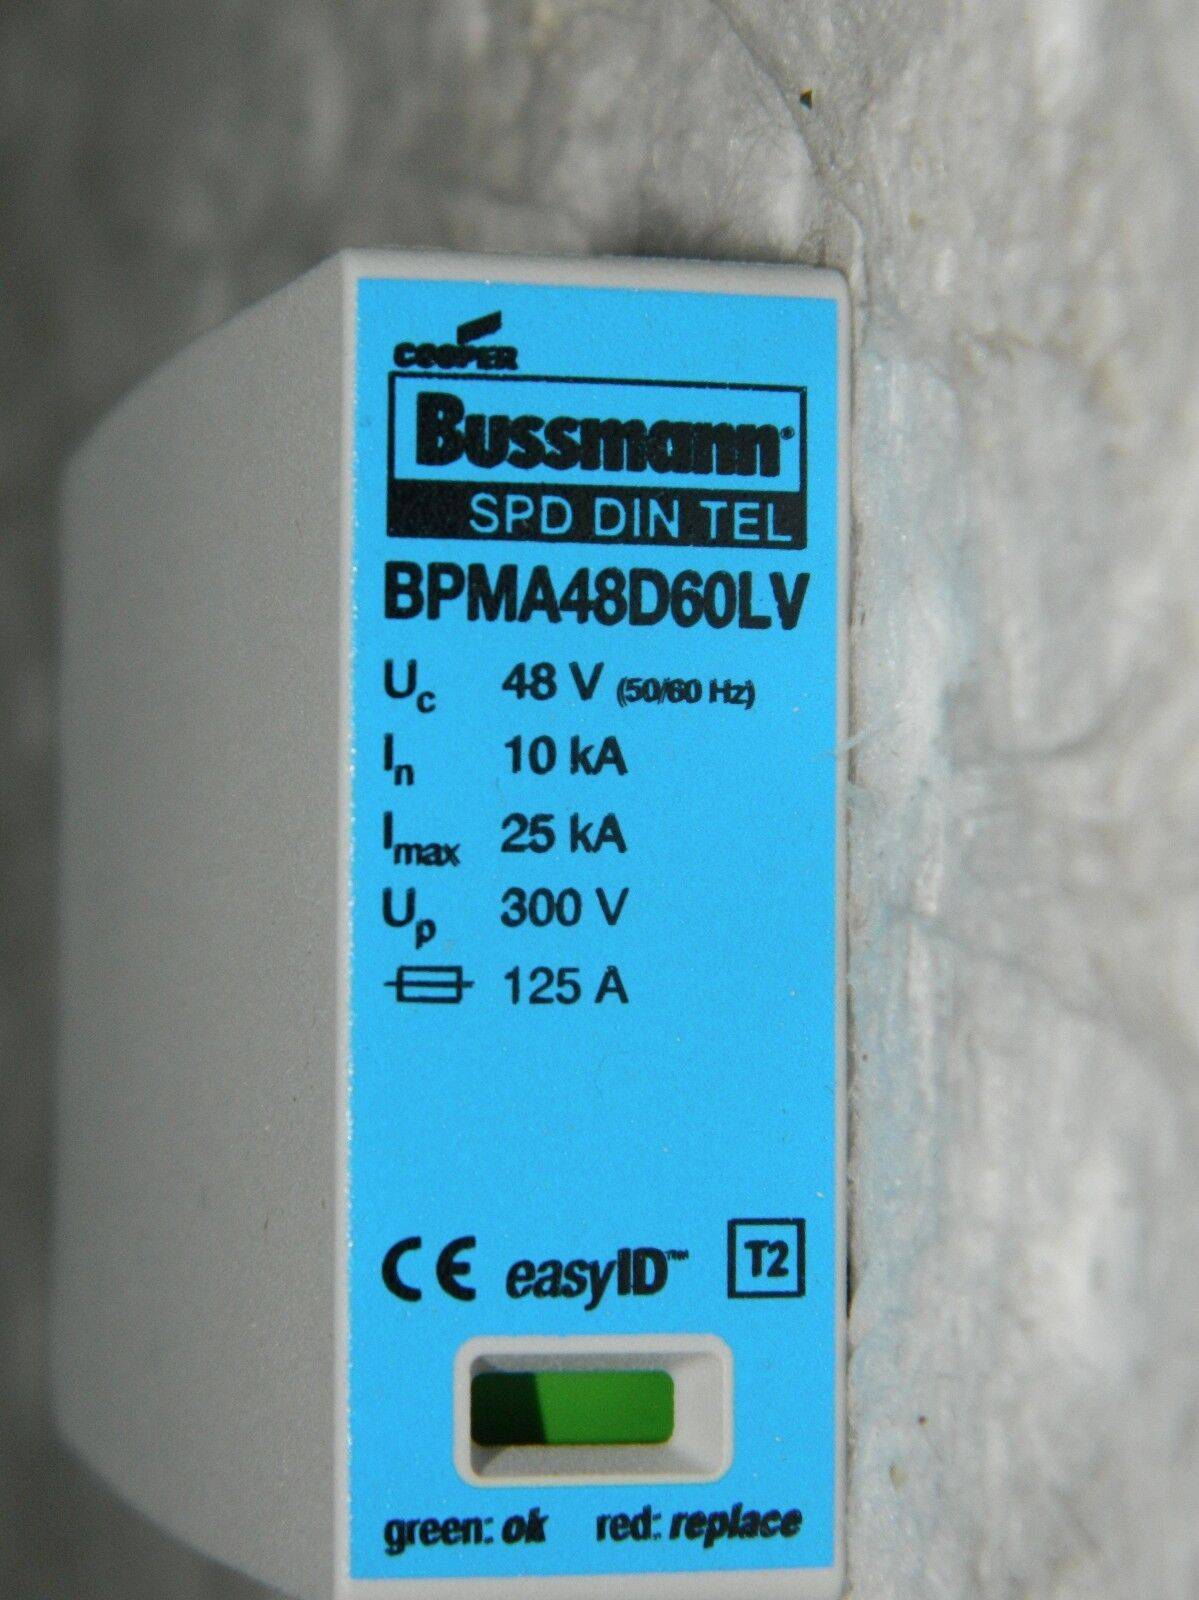 COOPER
Bussmann®
SPD DIN TEL
BPMA48D60LV
Uc 48 V (50/60 Hz)
In 10 kA
Imax 25 kA
Up 300 V
125 A
CE easyID™ T2
green: ok red: replace